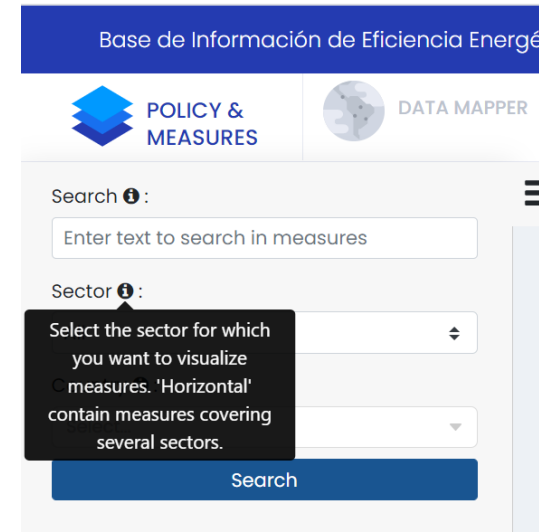 Base de Información de Eficiencia Energé
POLICY &
MEASURES
DATA MAPPER
Search :
Enter text to search in measures
Sector :
Select the sector for which
you want to visualize
measures. 'Horizontal'
contain measures covering
several sectors.
Search